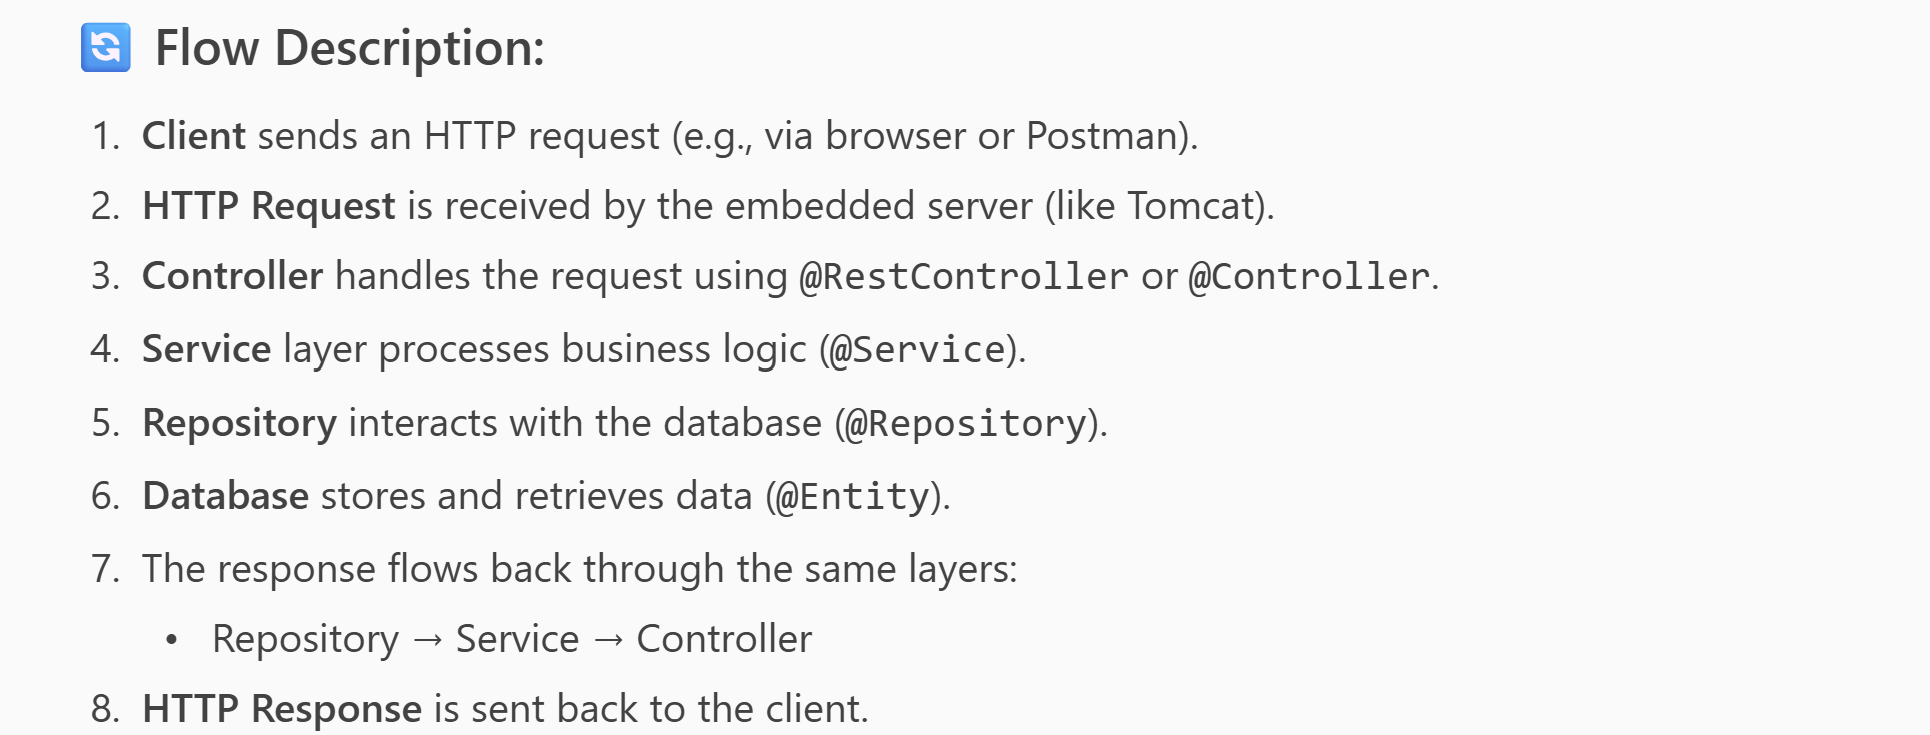 Flow Description:
1. Client sends an HTTP request (e.g., via browser or Postman).
2. HTTP Request is received by the embedded server (like Tomcat).
3. Controller handles the request using @RestController or @Controller.
4. Service layer processes business logic (@Service).
5. Repository interacts with the database (@Repository).
6. Database stores and retrieves data (@Entity).
7. The response flows back through the same layers:
• Repository → Service → Controller
8. HTTP Response is sent back to the client.